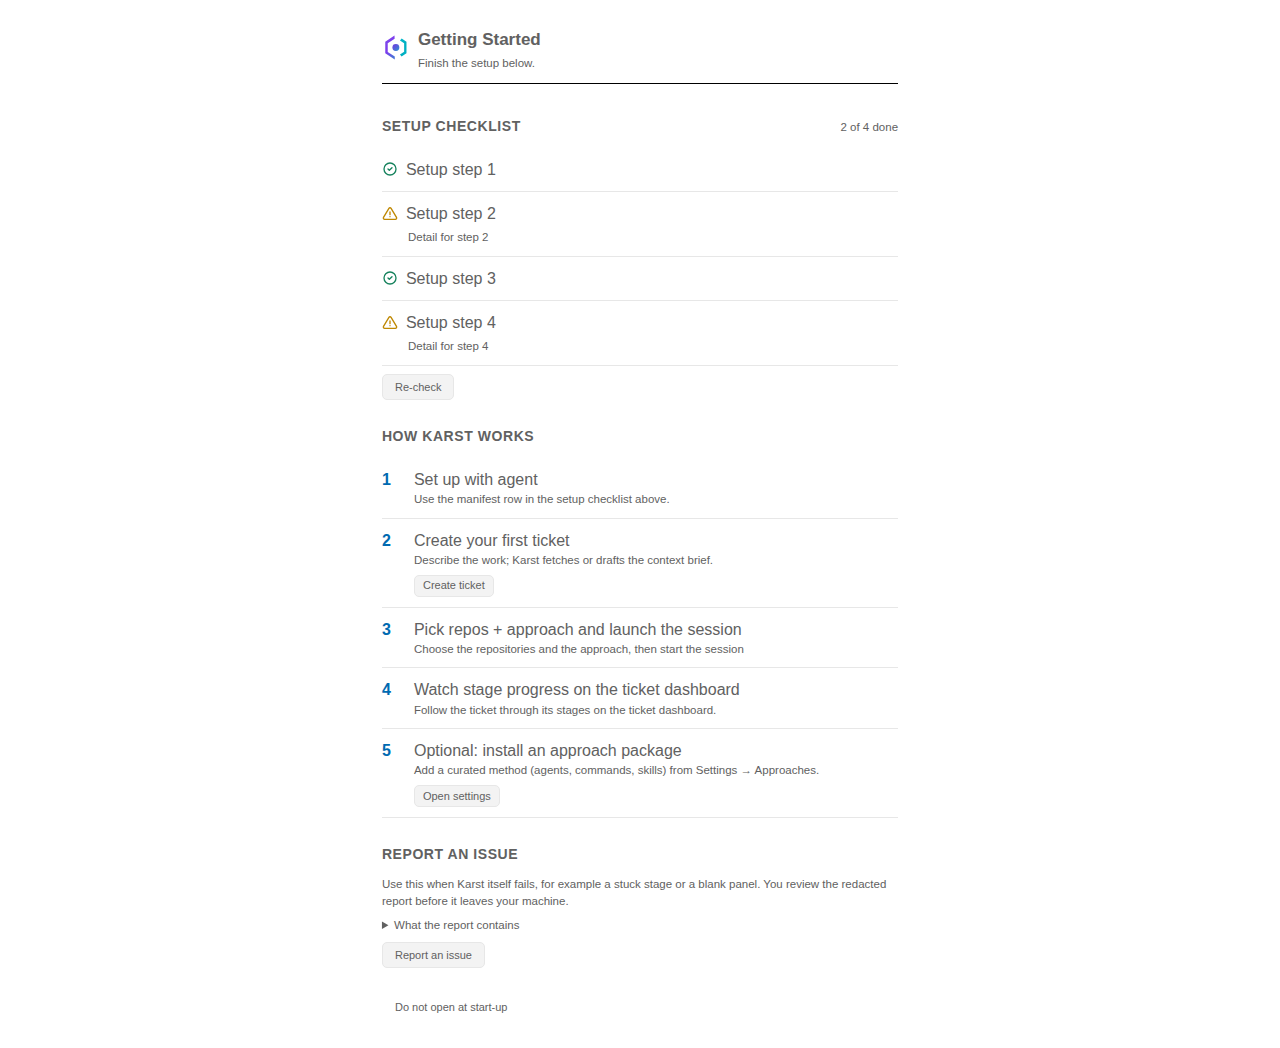 Getting Started
Finish the setup below.
SETUP CHECKLIST
2 of 4 done
Setup step 1
Setup step 2
Detail for step 2
Setup step 3
Setup step 4
Detail for step 4
Re-check
HOW KARST WORKS
1 Set up with agent
Use the manifest row in the setup checklist above.
2 Create your first ticket
Describe the work; Karst fetches or drafts the context brief.
Create ticket
3 Pick repos + approach and launch the session
Choose the repositories and the approach, then start the session
4 Watch stage progress on the ticket dashboard
Follow the ticket through its stages on the ticket dashboard.
5 Optional: install an approach package
Add a curated method (agents, commands, skills) from Settings → Approaches.
Open settings
REPORT AN ISSUE
Use this when Karst itself fails, for example a stuck stage or a blank panel. You review the redacted
report before it leaves your machine.
What the report contains
Report an issue
Do not open at start-up